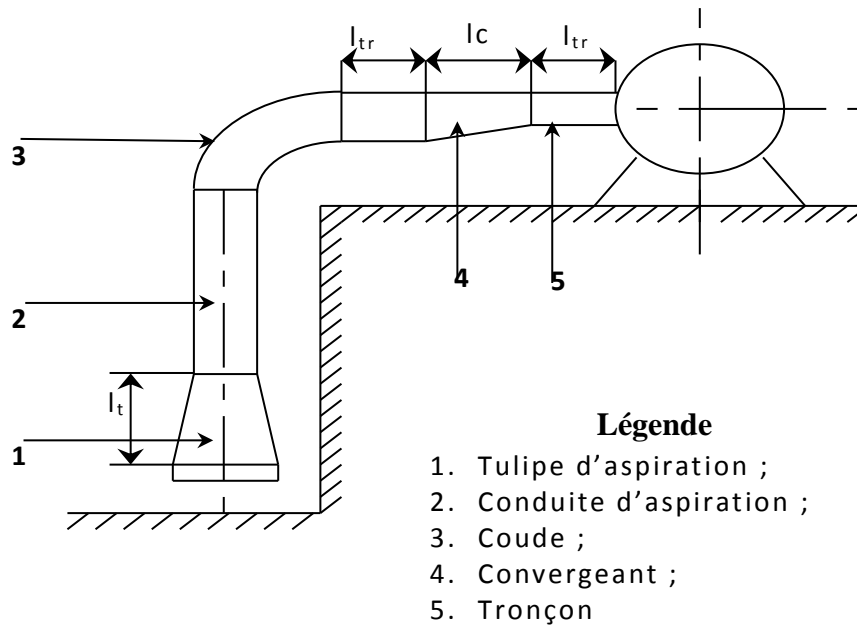 ltr lc ltr
3
4 5
2
lt
1
Légende
1. Tulipe d’aspiration ;
2. Conduite d’aspiration ;
3. Coude ;
4. Convergeant ;
5. Tronçon